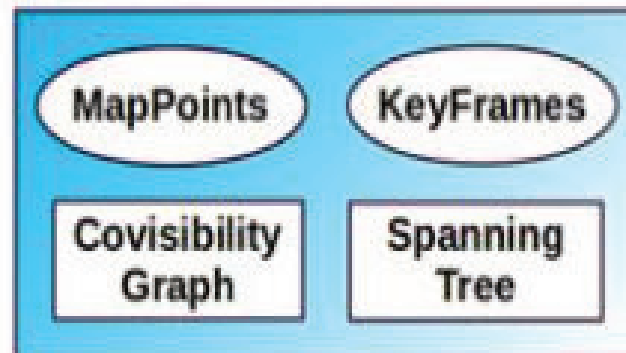 MapPoints
KeyFrames
Covisibility
Graph
Spanning
Tree